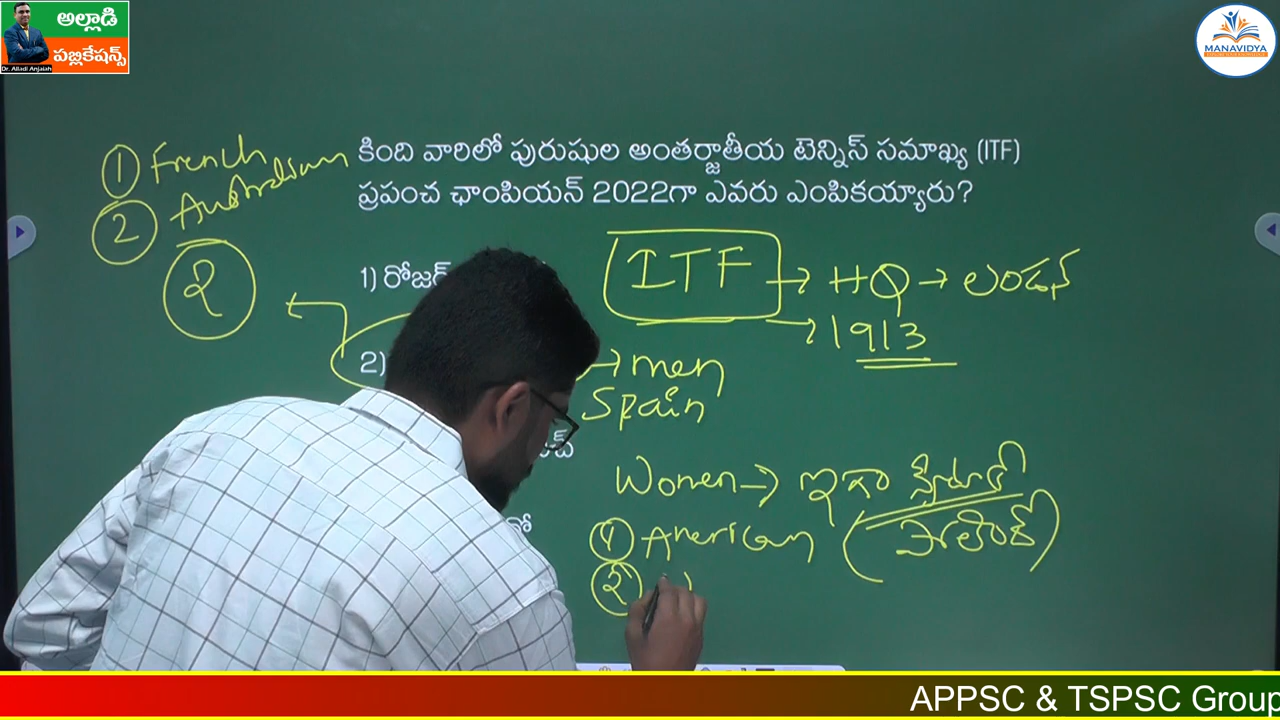 అల్లాడి
పబ్లికేషన్స్
Dr. Alladi Anjaiah
MANAVIDYA
కింది వారిలో పురుషుల అంతర్జాతీయ టెన్నిస్ సమాఖ్య (ITF)
ప్రపంచ ఛాంపియన్ 2022గా ఎవరు ఎంపికయ్యారు?
1 French
2 Australian
2
1) రోజర్
2)
ITF → HQ → లండన్
→ 1913
→ men
Spain
Women → ఇగా స్వియాటెక్
(పోలెండ్)
1 American
2
APPSC & TSPSC Group